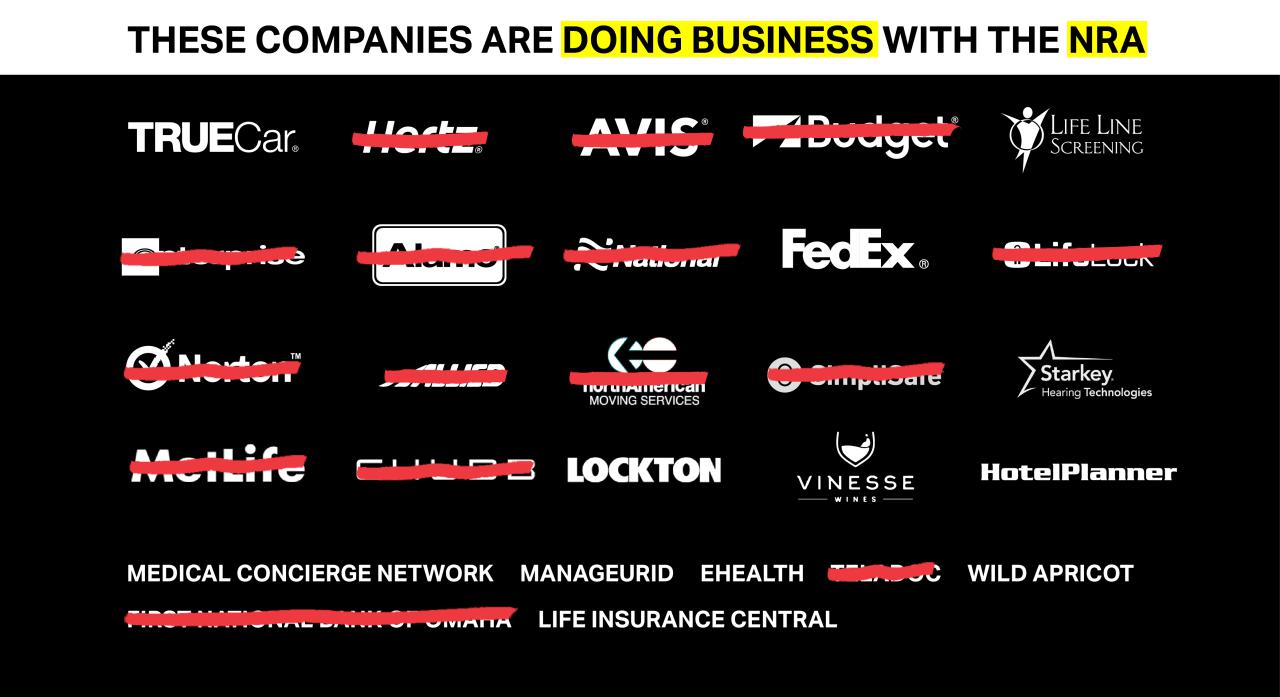 THESE COMPANIES ARE DOING BUSINESS WITH THE NRA
TRUECar® Hertz® AVIS® Budget® LIFE LINE SCREENING
enterprise Alamo National FedEx® LifeLock
Norton™ ALLIED northAmerican MOVING SERVICES SimpliSafe Starkey® Hearing Technologies
MetLife CHUBB LOCKTON VINESSE WINES HotelPlanner
MEDICAL CONCIERGE NETWORK MANAGEURID EHEALTH TELADOC WILD APRICOT
FIRST NATIONAL BANK OF OMAHA LIFE INSURANCE CENTRAL